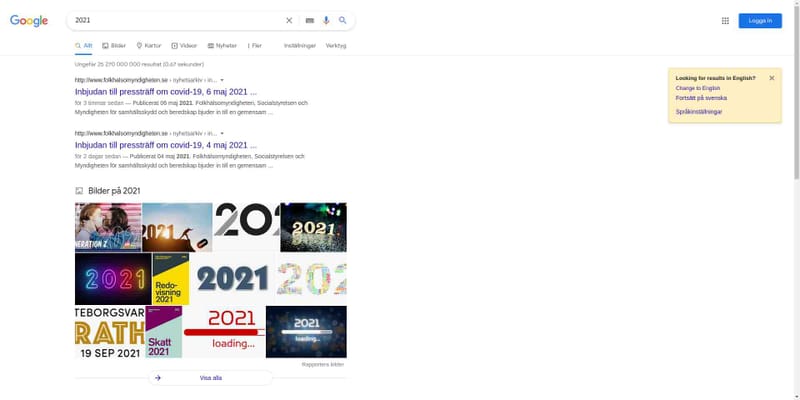 Google
2021
Logga in
Allt
Bilder
Kartor
Videor
Nyheter
Fler
Inställningar
Verktyg
Ungefär 25 270 000 000 resultat (0,67 sekunder)
http://www.folkhalsomyndigheten.se › nyhetsarkiv › in...
Inbjudan till pressträff om covid-19, 6 maj 2021 ...
för 3 timmar sedan — Publicerat 06 maj 2021. Folkhälsomyndigheten, Socialstyrelsen och
Myndigheten för samhällsskydd och beredskap bjuder in till en gemensam ...
http://www.folkhalsomyndigheten.se › nyhetsarkiv › in...
Inbjudan till pressträff om covid-19, 4 maj 2021 ...
för 2 dagar sedan — Publicerat 04 maj 2021. Folkhälsomyndigheten, Socialstyrelsen och
Myndigheten för samhällsskydd och beredskap bjuder in till en gemensam ...
Looking for results in English?
Change to English
Fortsätt på svenska
Språkinställningar
Bilder på 2021
NERATION Z
2021
202
2021
2021
Redo-
visning
2021
2021
202
TEBORGSVAR
RATH
19 SEP 2021
Skatt
2021
2021
loading...
2021
loading...
Rapportera bilder
Visa alla